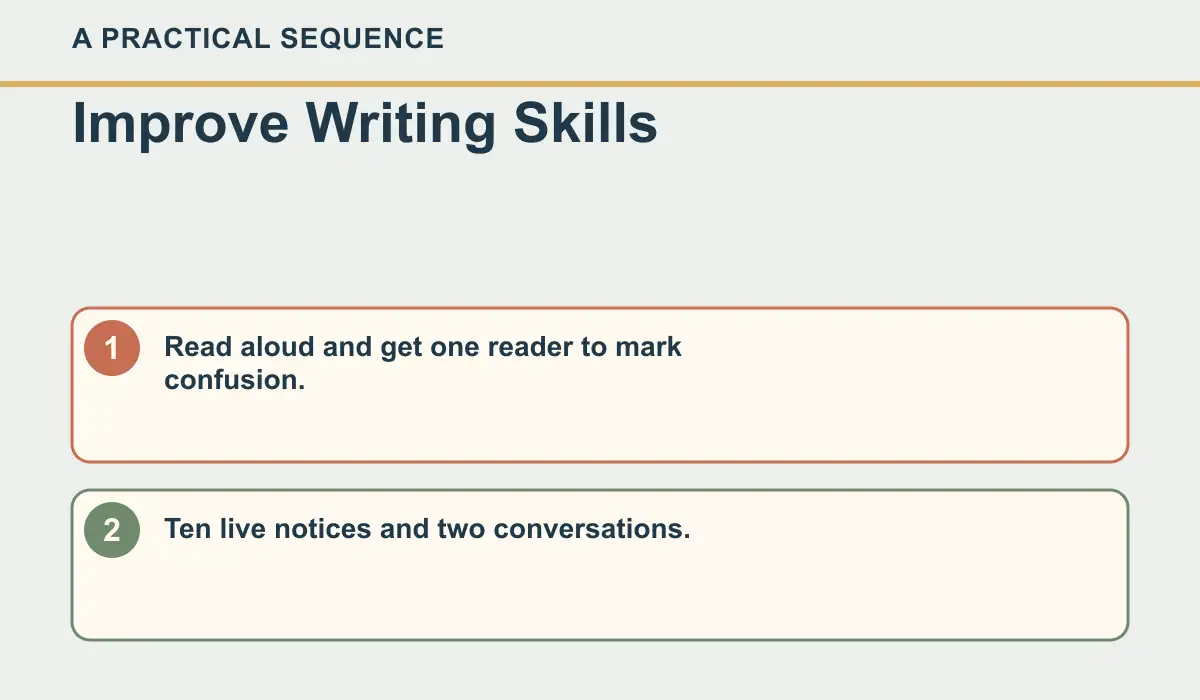 A PRACTICAL SEQUENCE
Improve Writing Skills
1
Read aloud and get one reader to mark
confusion.
2
Ten live notices and two conversations.